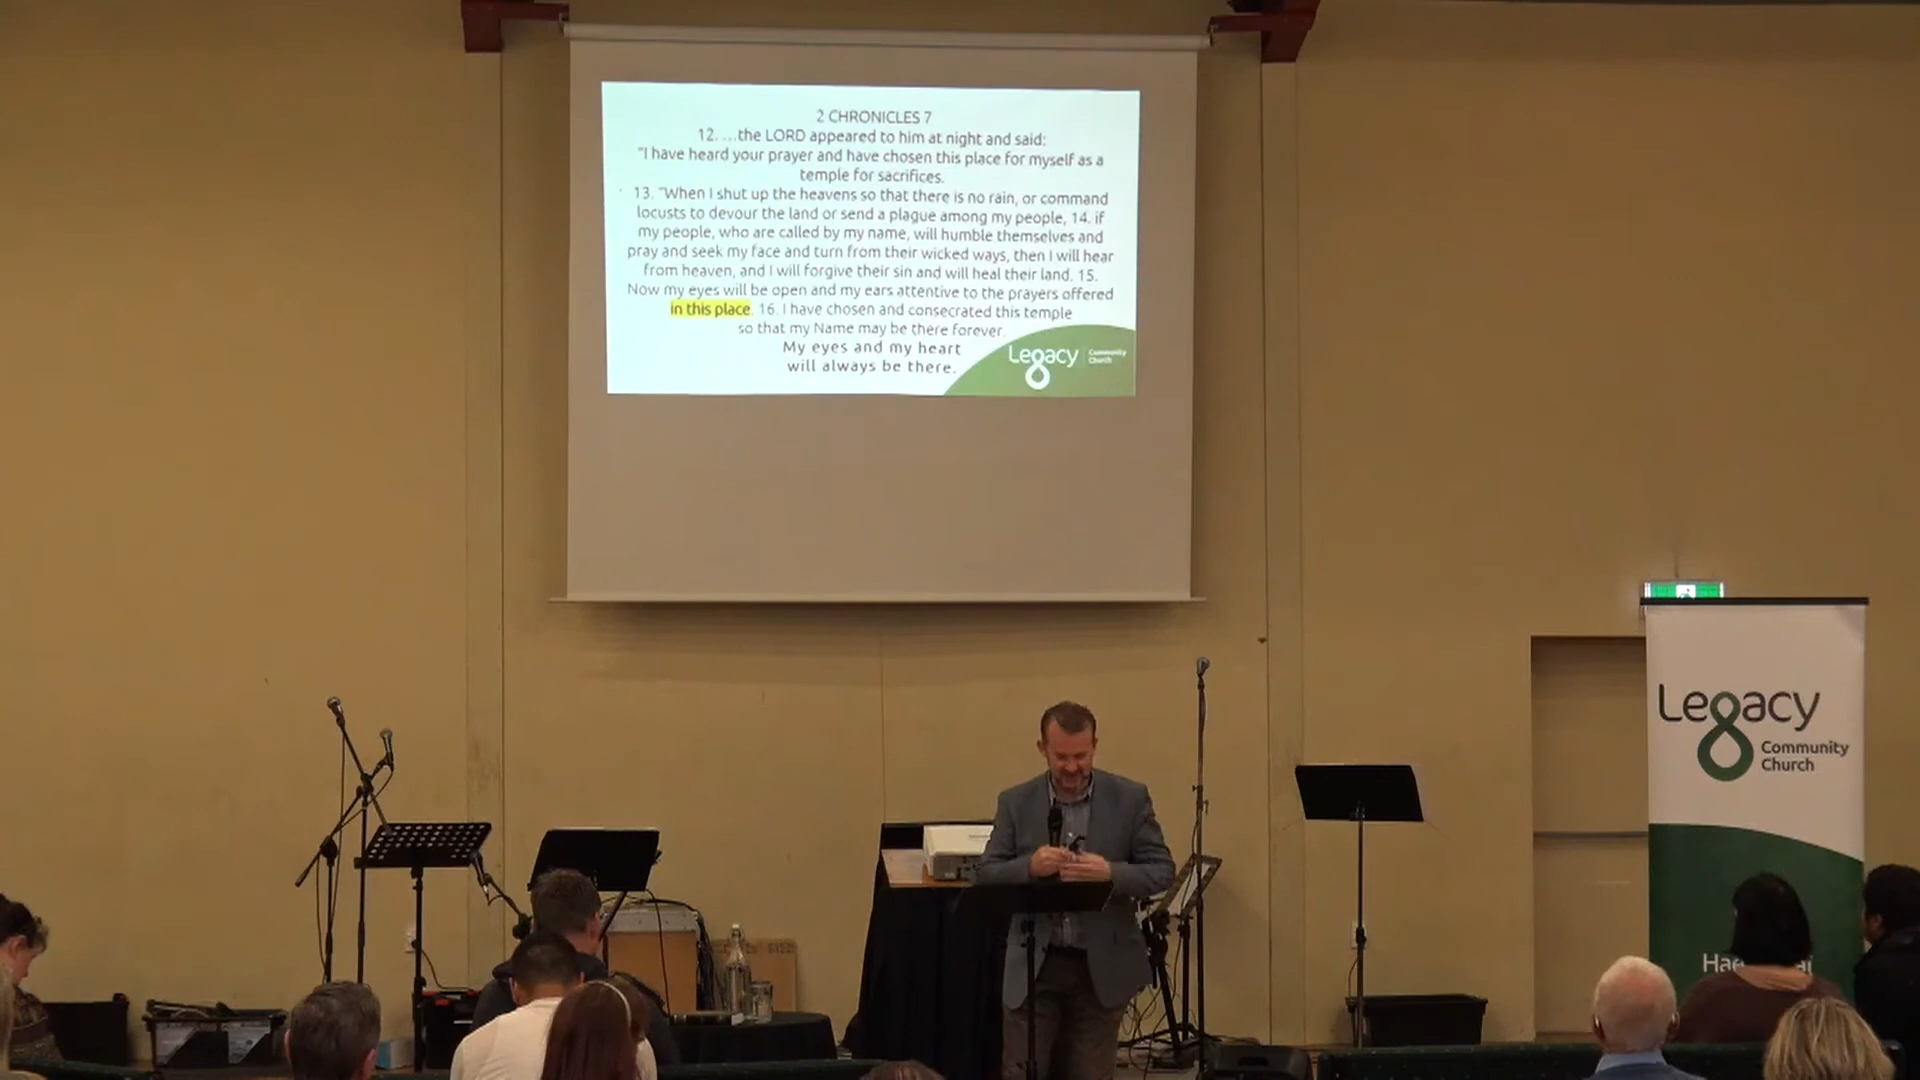 2 CHRONICLES 7
12. ...the LORD appeared to him at night and said:
"I have heard your prayer and have chosen this place for myself as a
temple for sacrifices.
13. "When I shut up the heavens so that there is no rain, or command
locusts to devour the land or send a plague among my people, 14. if
my people, who are called by my name, will humble themselves and
pray and seek my face and turn from their wicked ways, then I will hear
from heaven, and I will forgive their sin and will heal their land. 15.
Now my eyes will be open and my ears attentive to the prayers offered
in this place. 16. I have chosen and consecrated this temple
so that my Name may be there forever.
My eyes and my heart
will always be there.
Legacy
Community
Church
Legacy
Community
Church